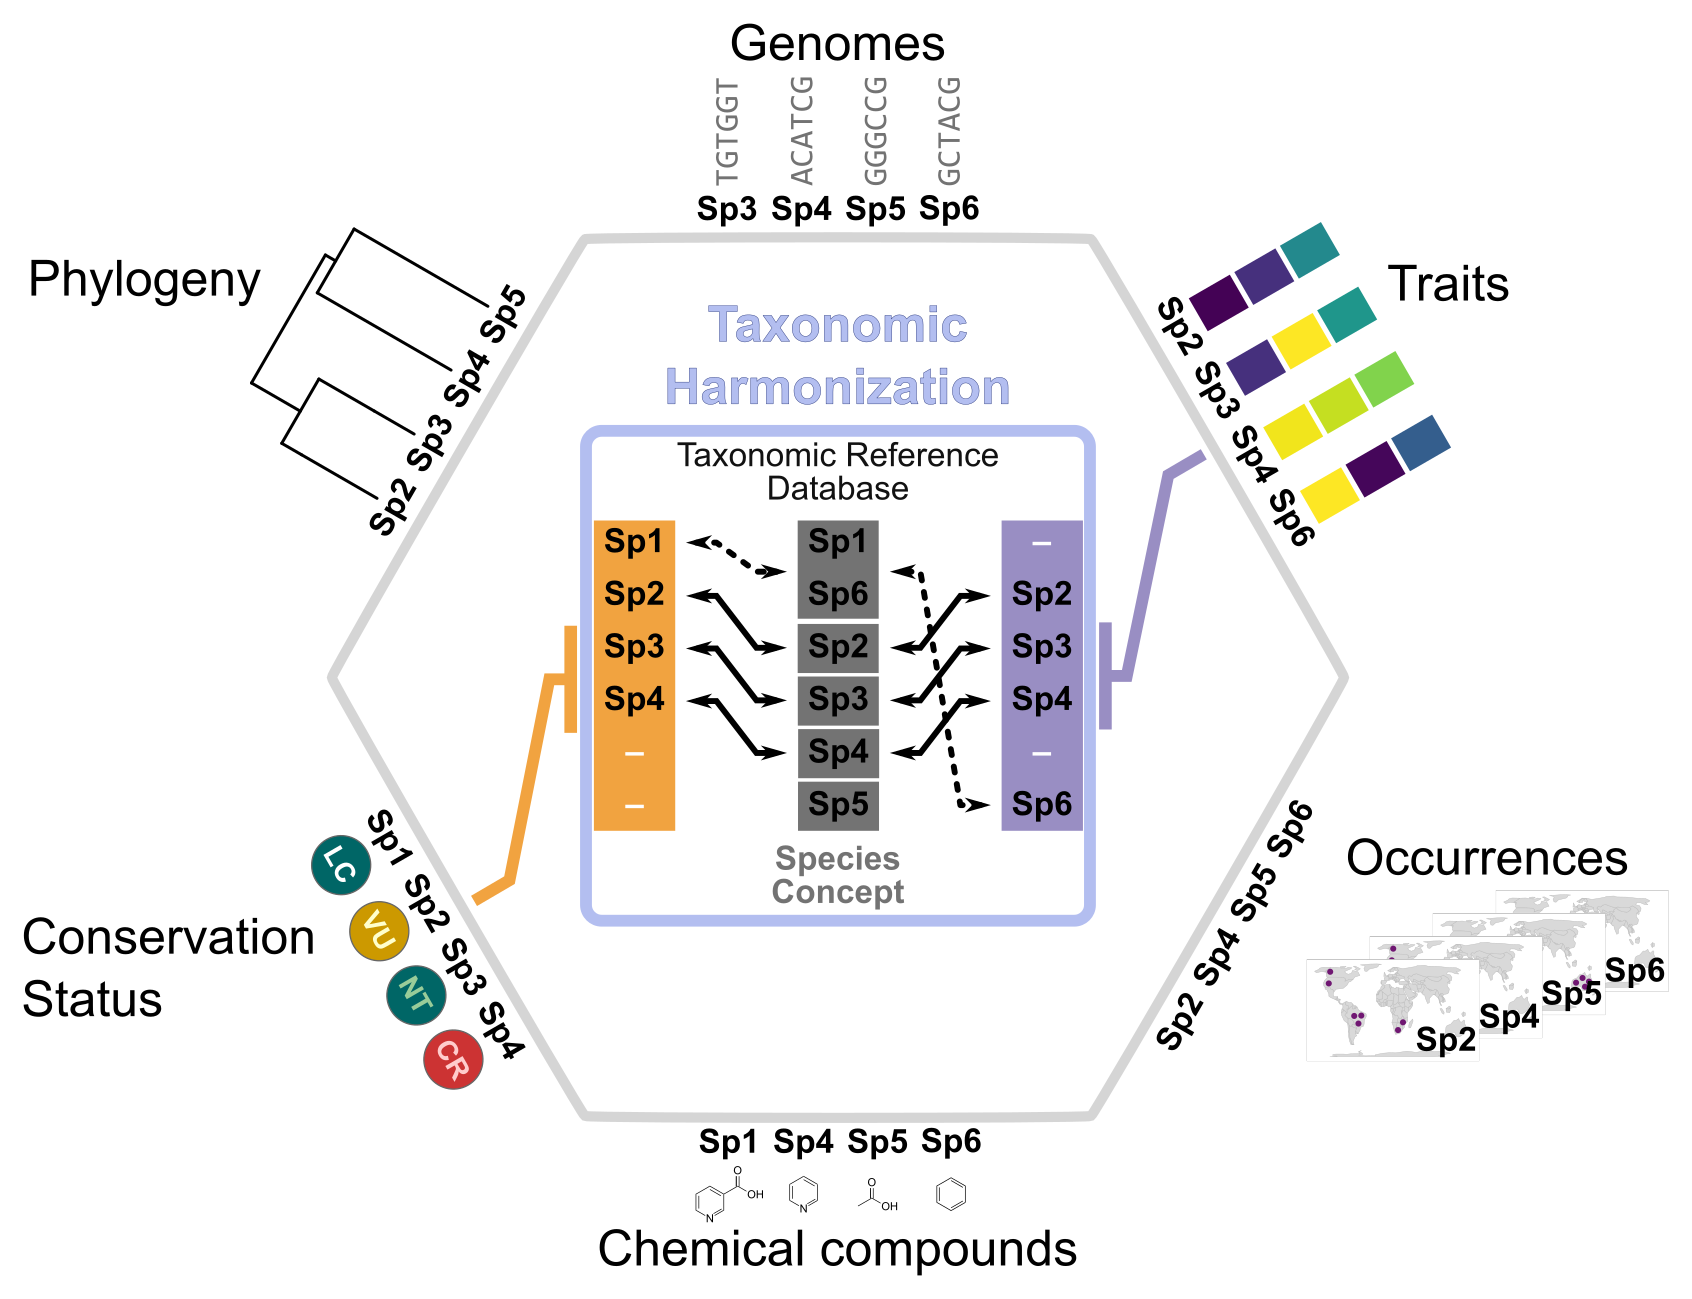 Genomes
TGTGGT
ACATCG
GGGCCG
GCTACG
Sp3 Sp4 Sp5 Sp6
Phylogeny
Sp5
Sp4
Sp3
Sp2
Traits
Sp2
Sp3
Sp4
Sp6
Taxonomic
Harmonization
Taxonomic Reference
Database
Sp1 Sp1 –
Sp2 Sp6 Sp2
Sp3 Sp2 Sp3
Sp4 Sp3 Sp4
– Sp4 –
– Sp5 Sp6
Species
Concept
Conservation
Status
Sp1
Sp2
Sp3
Sp4
LC
VU
NT
CR
Occurrences
Sp2 Sp4 Sp5 Sp6
Sp6
Sp5
Sp4
Sp2
Sp1 Sp4 Sp5 Sp6
O
OH
N
N
O
OH
Chemical compounds